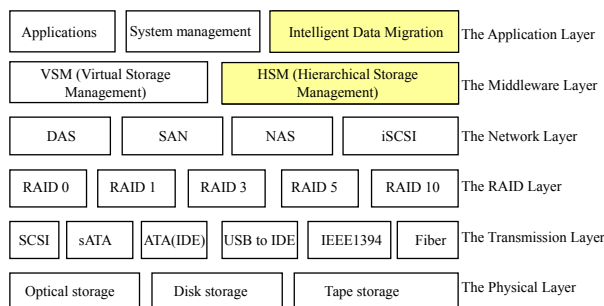 Applications System management Intelligent Data Migration The Application Layer
VSM (Virtual Storage
Management)
HSM (Hierarchical Storage
Management)
The Middleware Layer
DAS SAN NAS iSCSI The Network Layer
RAID 0 RAID 1 RAID 3 RAID 5 RAID 10 The RAID Layer
SCSI sATA ATA(IDE) USB to IDE IEEE1394 Fiber The Transmission Layer
Optical storage Disk storage Tape storage The Physical Layer